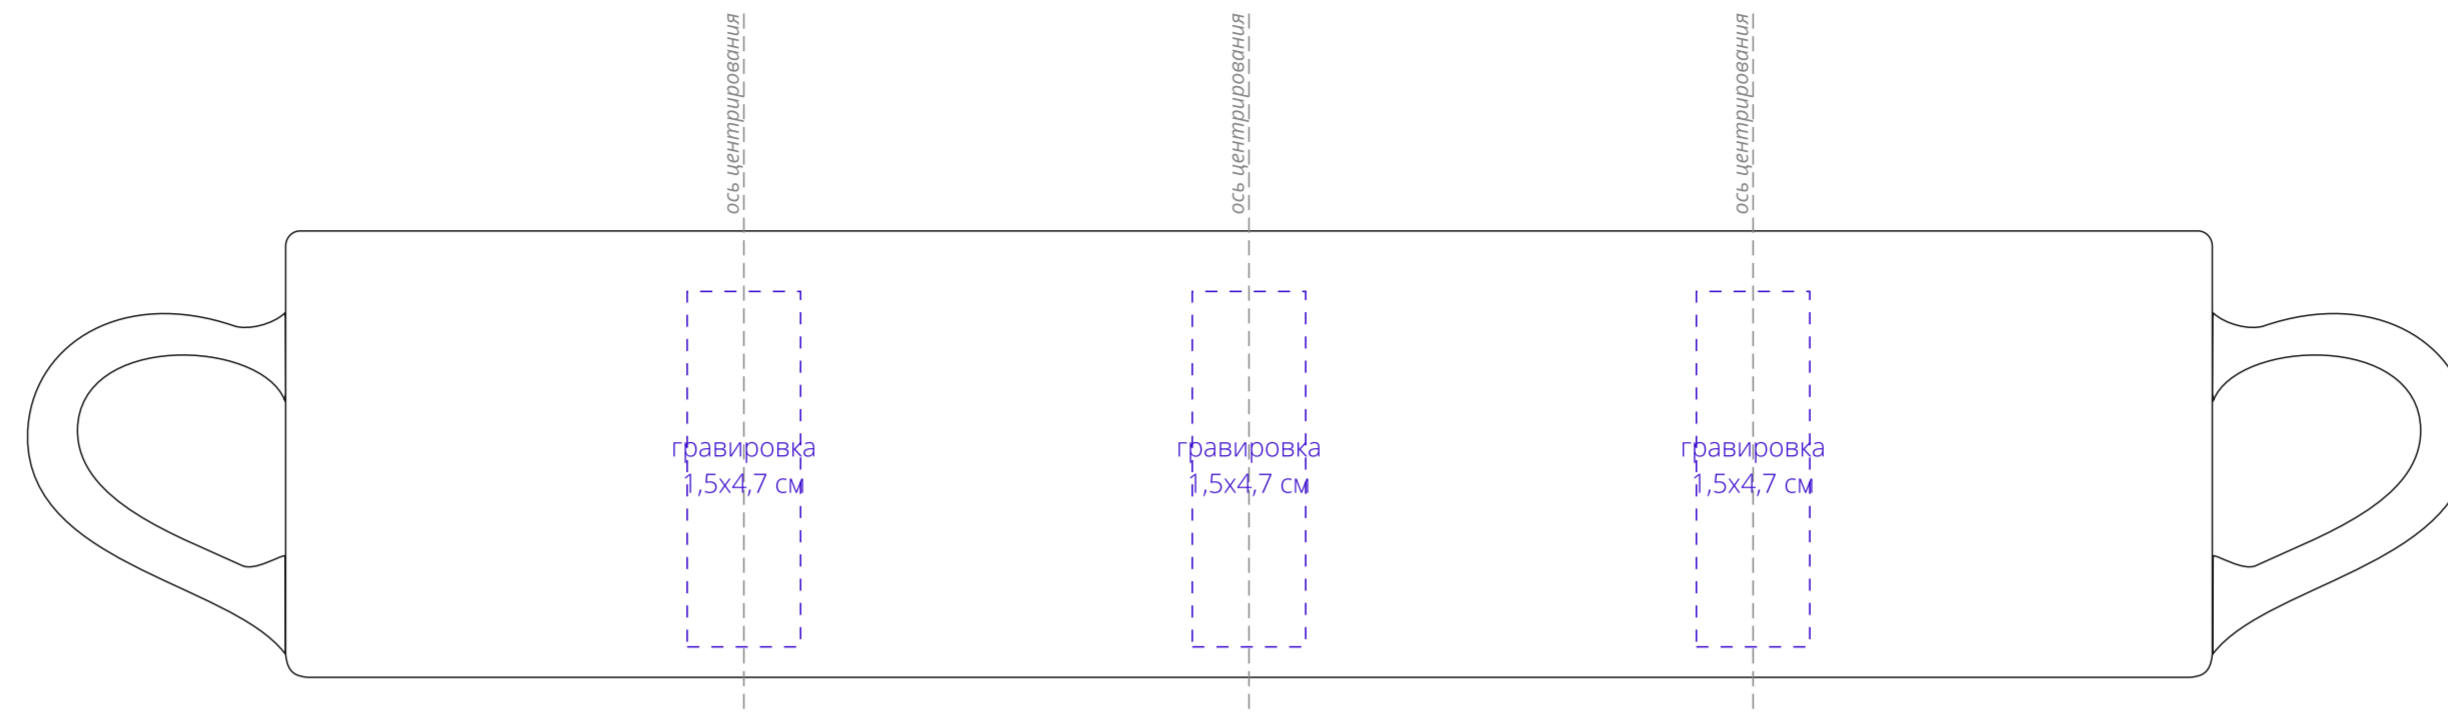 ось центрирования
ось центрирования
ось центрирования
гравировка
1,5х4,7 см
гравировка
1,5х4,7 см
гравировка
1,5х4,7 см